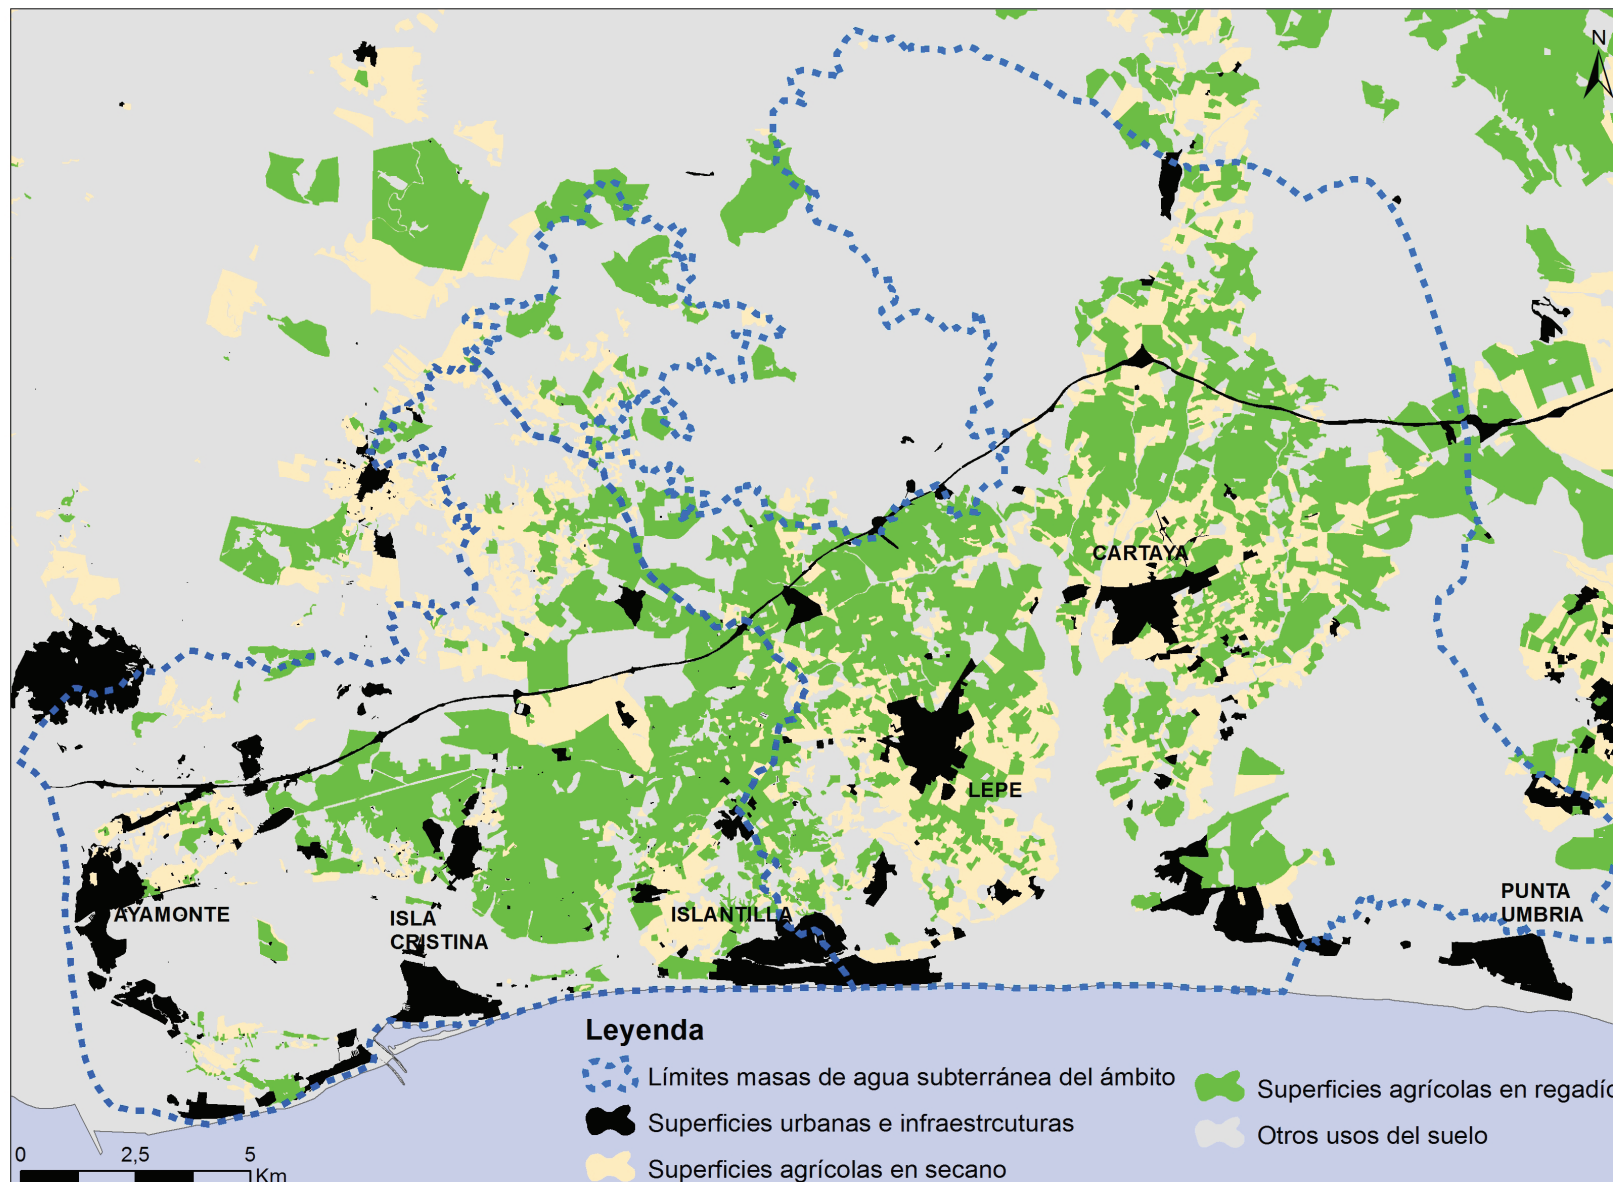 N
CARTAYA
LEPE
AYAMONTE
ISLA
CRISTINA
ISLANTILLA
PUNTA
UMBRIA
Leyenda
Límites masas de agua subterránea del ámbito
Superficies urbanas e infraestrcuturas
Superficies agrícolas en secano
Superficies agrícolas en regadío
Otros usos del suelo
0 2,5 5
Km